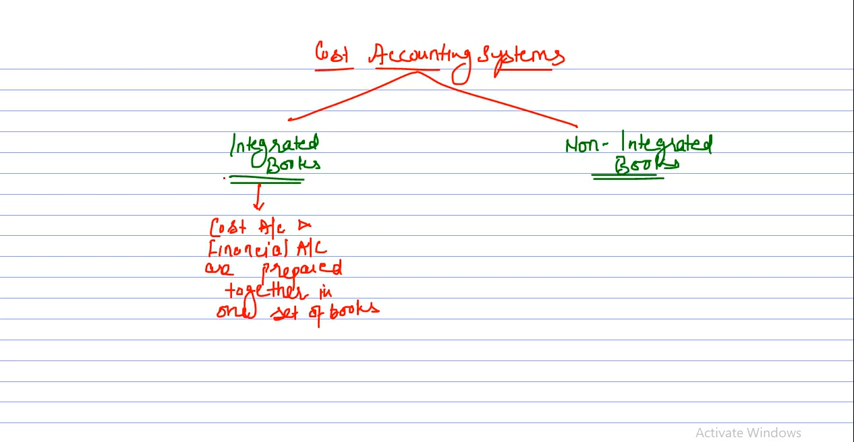 Cost Accounting Systems
Integrated
Books
Non-Integrated
Books
Cost A/c &
Financial A/C
are prepared
together in
one set of books
Activate Windows